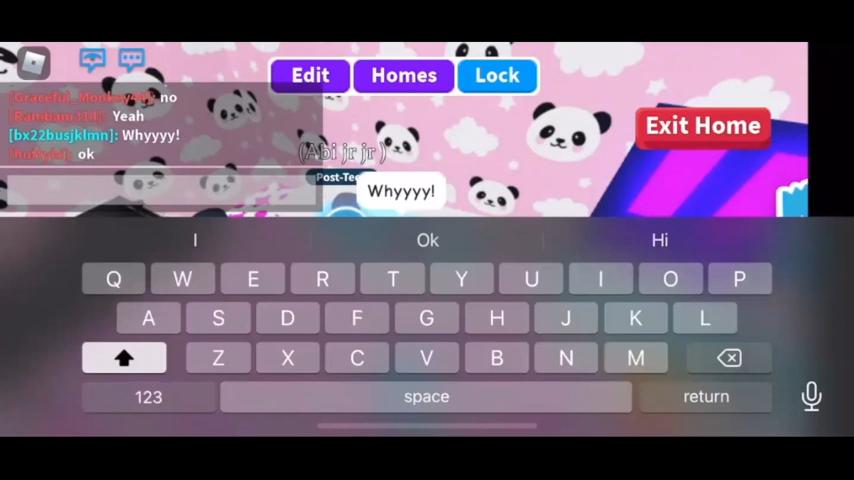 Edit Homes Lock
Exit Home
[Graceful_Monkey44]: no
Yeah
[bx22busjklmn]: Whyyyy!
ok
(Abi jr jr )
Whyyyy!
I Ok Hi
Q W E R T Y U I O P
A S D F G H J K L
Z X C V B N M
123 space return